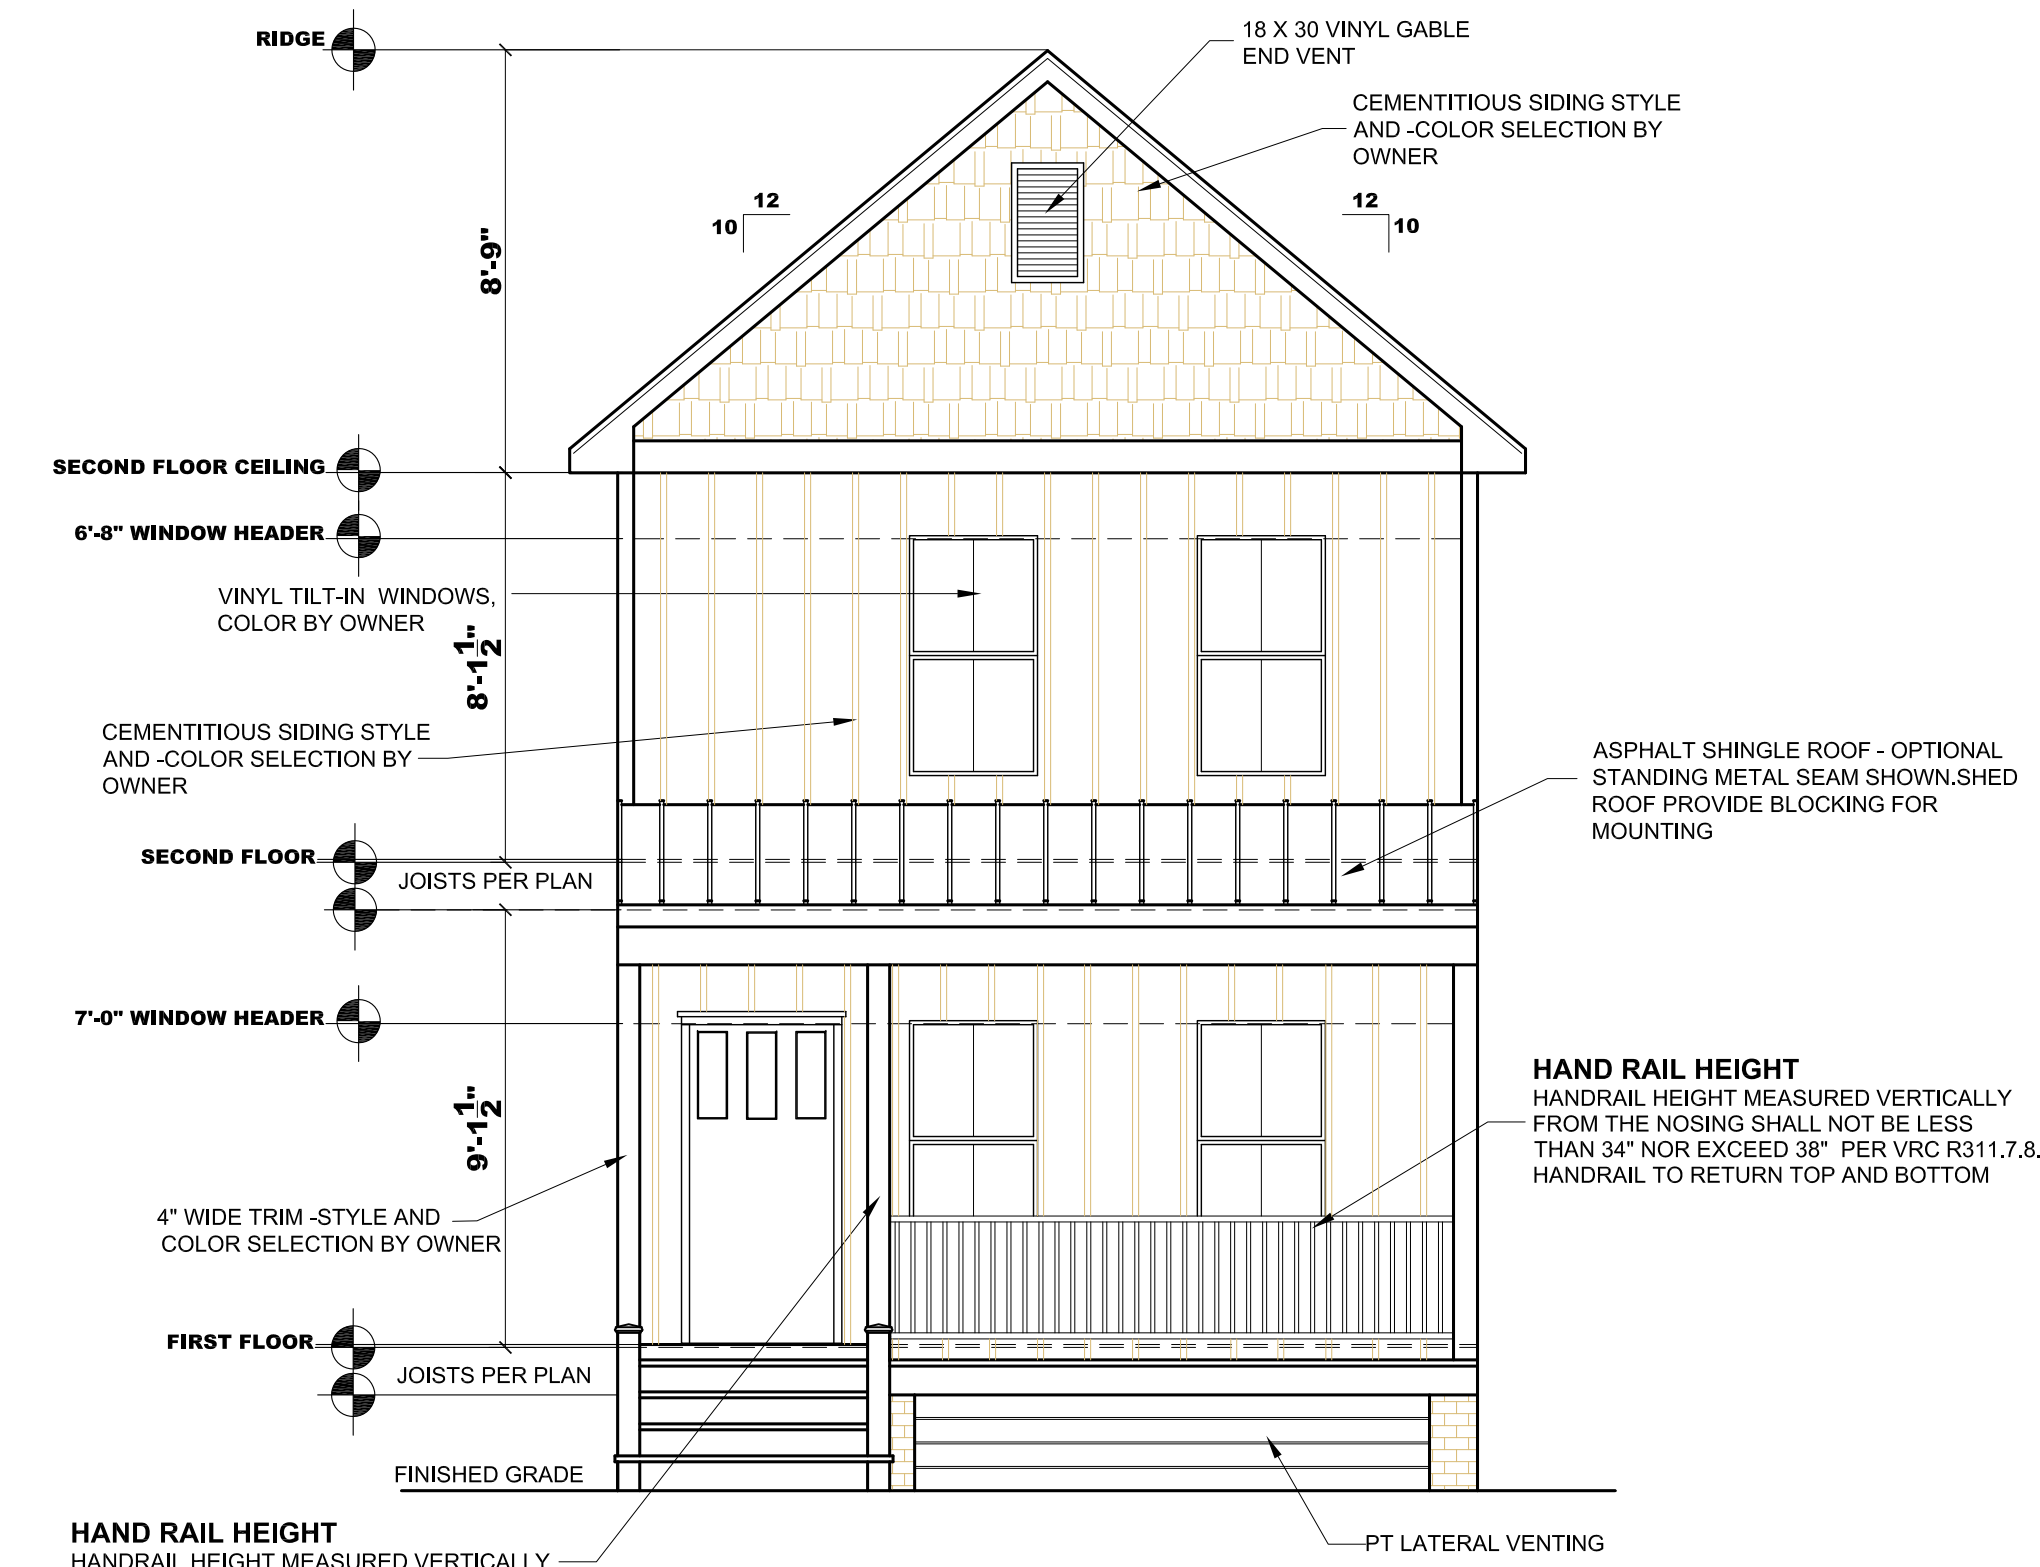 RIDGE
18 X 30 VINYL GABLE
END VENT
CEMENTITIOUS SIDING STYLE
AND -COLOR SELECTION BY
OWNER
12
10
12
10
8'-9"
SECOND FLOOR CEILING
6'-8" WINDOW HEADER
VINYL TILT-IN WINDOWS,
COLOR BY OWNER
8'-1 1/2"
CEMENTITIOUS SIDING STYLE
AND -COLOR SELECTION BY
OWNER
ASPHALT SHINGLE ROOF - OPTIONAL
STANDING METAL SEAM SHOWN.SHED
ROOF PROVIDE BLOCKING FOR
MOUNTING
SECOND FLOOR
JOISTS PER PLAN
7'-0" WINDOW HEADER
9'-1 1/2"
HAND RAIL HEIGHT
HANDRAIL HEIGHT MEASURED VERTICALLY
FROM THE NOSING SHALL NOT BE LESS
THAN 34" NOR EXCEED 38" PER VRC R311.7.8.
HANDRAIL TO RETURN TOP AND BOTTOM
4" WIDE TRIM -STYLE AND
COLOR SELECTION BY OWNER
FIRST FLOOR
JOISTS PER PLAN
FINISHED GRADE
HAND RAIL HEIGHT
HANDRAIL HEIGHT MEASURED VERTICALLY
PT LATERAL VENTING